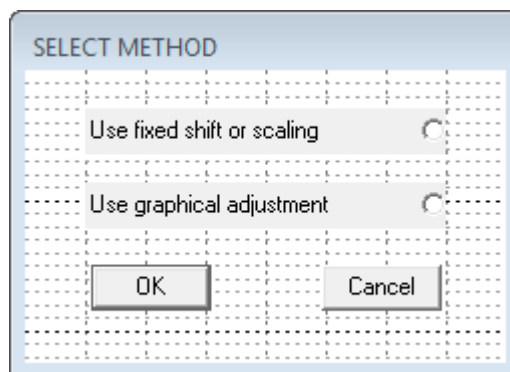 SELECT METHOD
Use fixed shift or scaling
Use graphical adjustment
OK Cancel